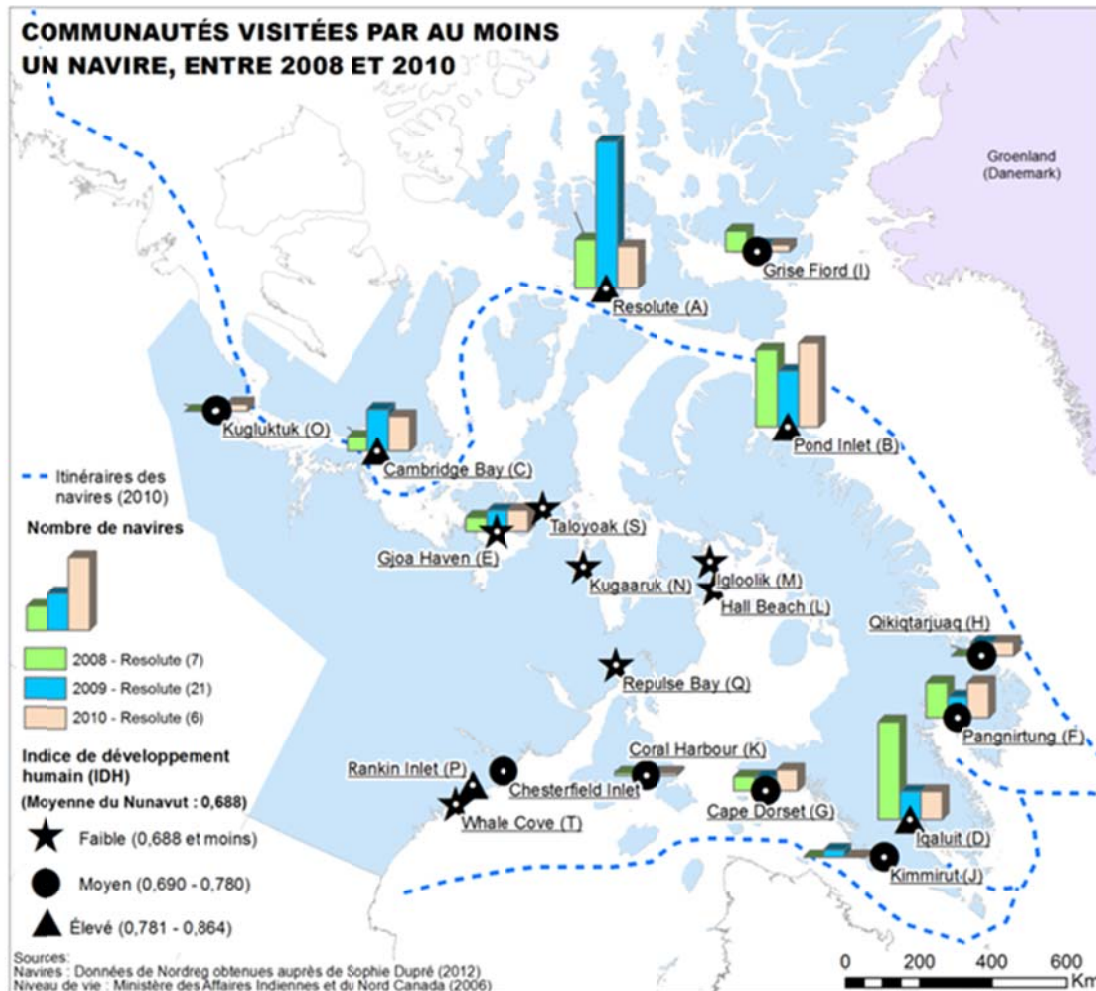 COMMUNAUTÉS VISITÉES PAR AU MOINS
UN NAVIRE, ENTRE 2008 ET 2010
Groenland
(Danemark)
Grise Fiord (I)
Resolute (A)
Kugluktuk (O)
Cambridge Bay (C)
Pond Inlet (B)
Itinéraires des
navires (2010)
Nombre de navires
Taloyoak (S)
Gjoa Haven (E)
Kugaaruk (N)
Igloolik (M)
Hall Beach (L)
Qikiqtarjuaq (H)
Repulse Bay (Q)
Pangnirtung (F)
2008 - Resolute (7)
2009 - Resolute (21)
2010 - Resolute (6)
Indice de développement
humain (IDH)
(Moyenne du Nunavut : 0,688)
Faible (0,688 et moins)
Moyen (0,690 - 0,780)
Élevé (0,781 - 0,864)
Rankin Inlet (P)
Chesterfield Inlet
Whale Cove (T)
Coral Harbour (K)
Cape Dorset (G)
Iqaluit (D)
Kimmirut (J)
Sources:
Navires : Données de Nordreg obtenues auprès de Sophie Dupré (2012)
Niveau de vie : Ministère des Affaires Indiennes et du Nord Canada (2006)
0 200 400 600
Km